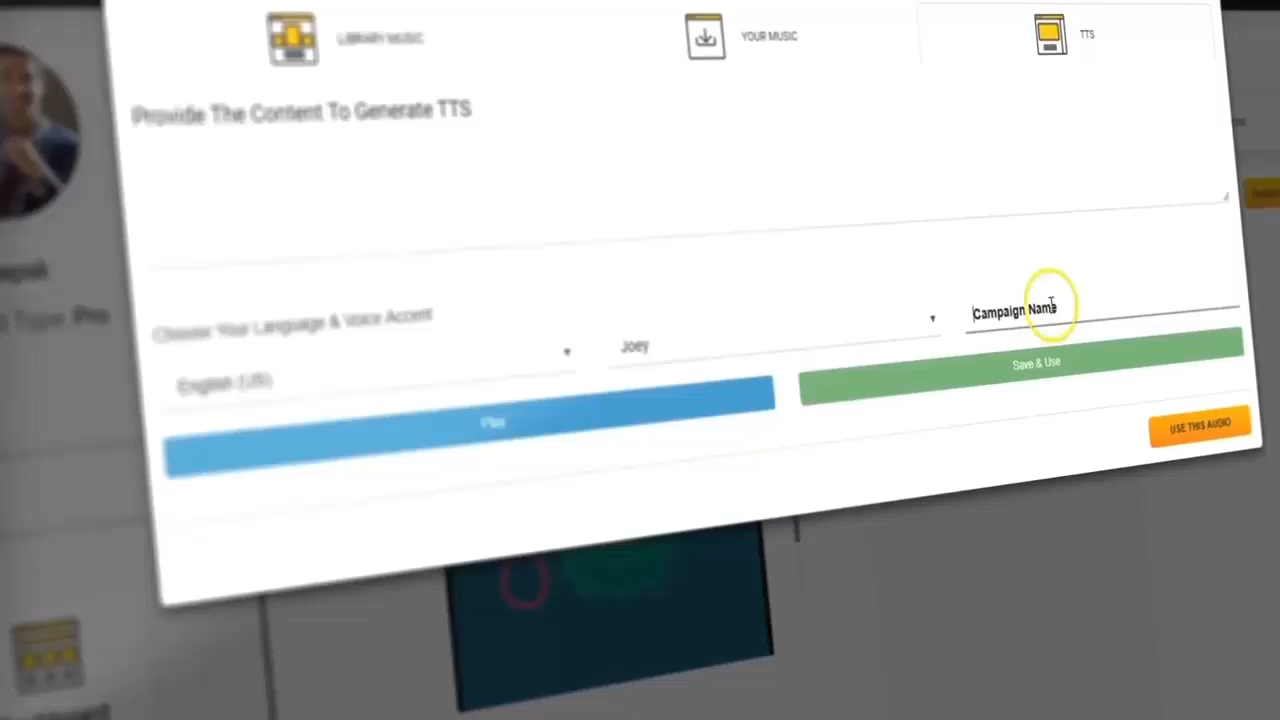 LIBRARY MUSIC
YOUR MUSIC
TTS
Provide The Content To Generate TTS
Choose Your Language & Voice Accent
English (US)
Joey
Campaign Name
Play
Save & Use
USE THIS AUDIO
Pro